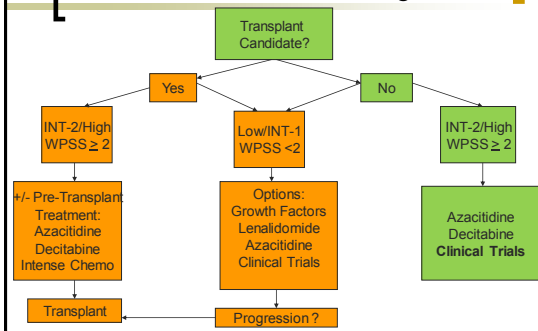 Transplant
Candidate?
Yes
No
INT-2/High
WPSS ≥ 2
Low/INT-1
WPSS <2
INT-2/High
WPSS ≥ 2
+/- Pre-Transplant
Treatment:
Azacitidine
Decitabine
Intense Chemo
Options:
Growth Factors
Lenalidomide
Azacitidine
Clinical Trials
Azacitidine
Decitabine
Clinical Trials
Transplant
Progression ?